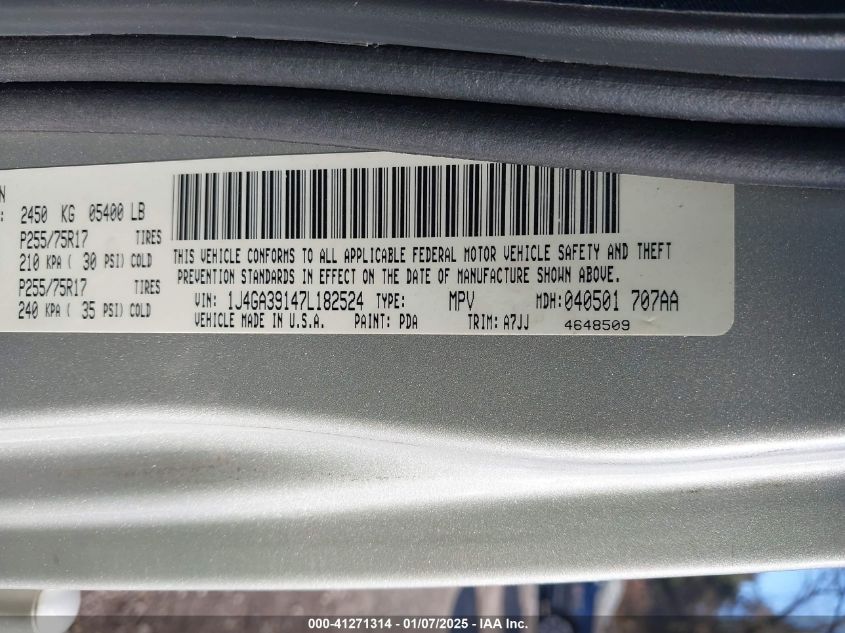 N
: 2450 KG 05400 LB
P255/75R17 TIRES
210 KPA ( 30 PSI) COLD
P255/75R17 TIRES
240 KPA ( 35 PSI) COLD
THIS VEHICLE CONFORMS TO ALL APPLICABLE FEDERAL MOTOR VEHICLE SAFETY AND THEFT
PREVENTION STANDARDS IN EFFECT ON THE DATE OF MANUFACTURE SHOWN ABOVE.
VIN: 1J4GA39147L182524 TYPE: MPV MDH:040501 707AA
VEHICLE MADE IN U.S.A. PAINT: PDA TRIM: A7JJ 4648509
000-41271314 - 01/07/2025 - IAA Inc.